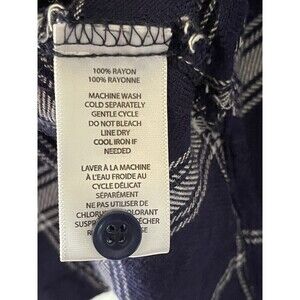 100% RAYON
100% RAYONNE
MACHINE WASH
COLD SEPARATELY
GENTLE CYCLE
DO NOT BLEACH
LINE DRY
COOL IRON IF
NEEDED
LAVER À LA MACHINE
À L'EAU FROIDE AU
CYCLE DÉLICAT
SÉPARÉMENT
NE PAS UTILISER DE